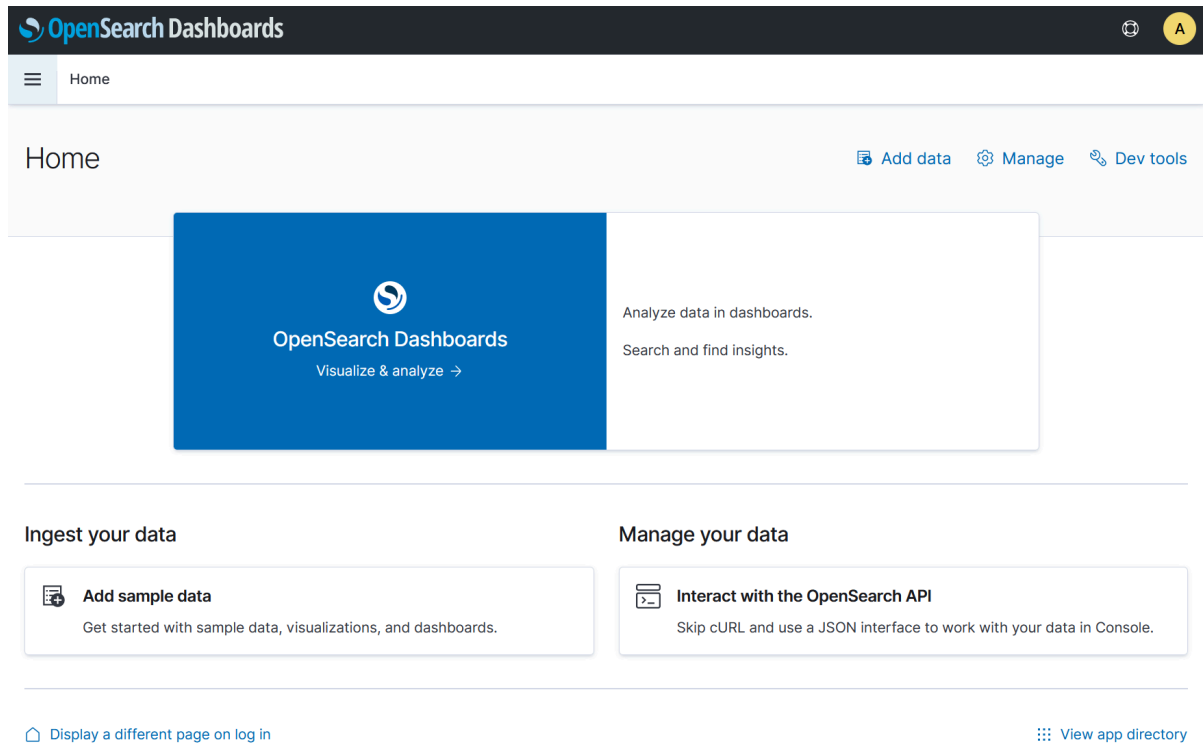 OpenSearch Dashboards
A
Home
Home
Add data
Manage
Dev tools
OpenSearch Dashboards
Visualize & analyze →
Analyze data in dashboards.
Search and find insights.
Ingest your data
Add sample data
Get started with sample data, visualizations, and dashboards.
Manage your data
Interact with the OpenSearch API
Skip cURL and use a JSON interface to work with your data in Console.
Display a different page on log in
View app directory